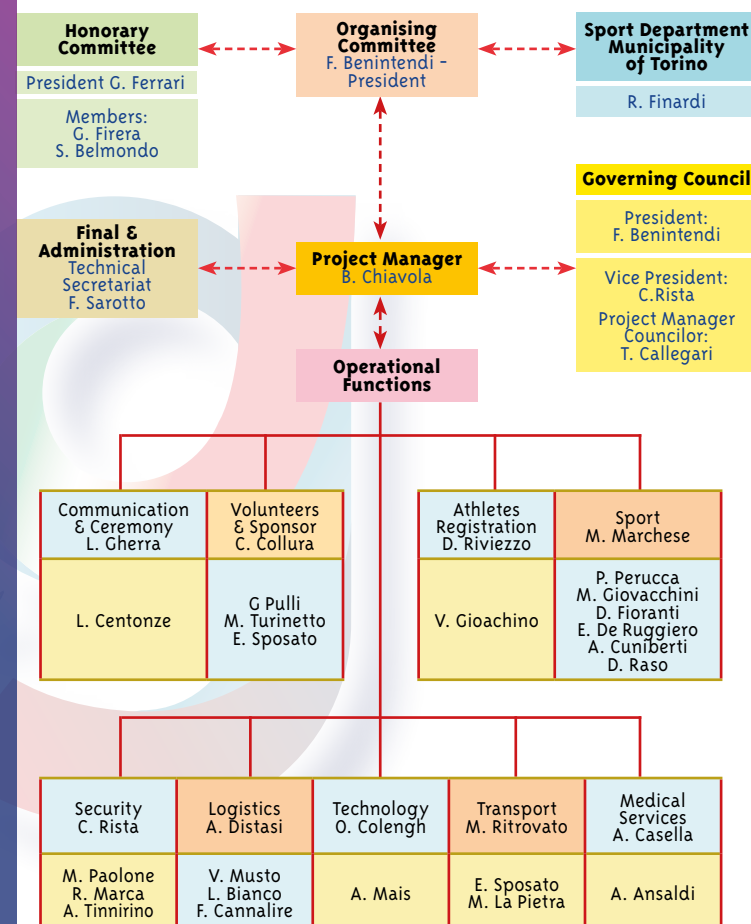 Honorary
Committee
President G. Ferrari
Members:
G. Firera
S. Belmondo
Organising
Committee
F. Benintendi -
President
Sport Department
Municipality
of Torino
R. Finardi
Governing Council
President:
F. Benintendi
Vice President:
C.Rista
Project Manager
Councilor:
T. Callegari
Final &
Administration
Technical
Secretariat
F. Sarotto
Project Manager
B. Chiavola
Operational
Functions
Communication
& Ceremony
L. Gherra
L. Centonze
Volunteers
& Sponsor
C. Collura
G Pulli
M. Turinetto
E. Sposato
Athletes
Registration
D. Riviezzo
V. Gioachino
Sport
M. Marchese
P. Perucca
M. Giovacchini
D. Fioranti
E. De Ruggiero
A. Cuniberti
D. Raso
Security
C. Rista
M. Paolone
R. Marca
A. Tinnirino
Logistics
A. Distasi
V. Musto
L. Bianco
F. Cannalire
Technology
O. Colengh
A. Mais
Transport
M. Ritrovato
E. Sposato
M. La Pietra
Medical
Services
A. Casella
A. Ansaldi